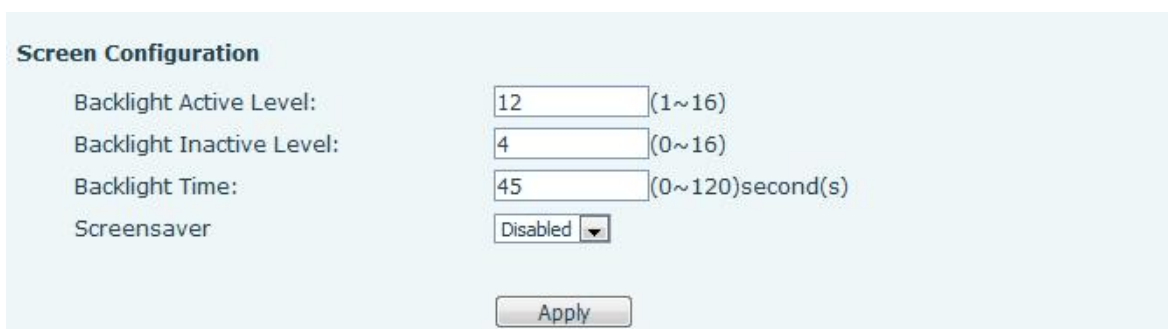 Screen Configuration
Backlight Active Level: 12 (1~16)
Backlight Inactive Level: 4 (0~16)
Backlight Time: 45 (0~120)second(s)
Screensaver Disabled
Apply